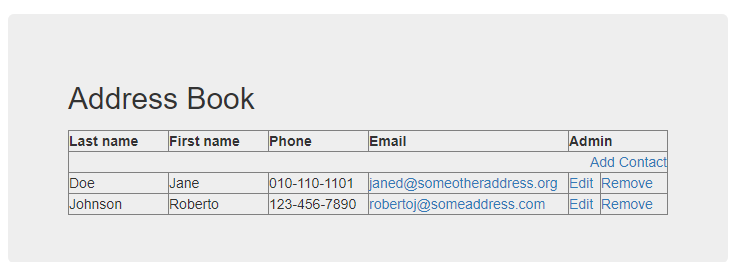 Address Book
Last name First name Phone Email Admin
Add Contact
Doe Jane 010-110-1101 janed@someotheraddress.org Edit Remove
Johnson Roberto 123-456-7890 robertoj@someaddress.com Edit Remove